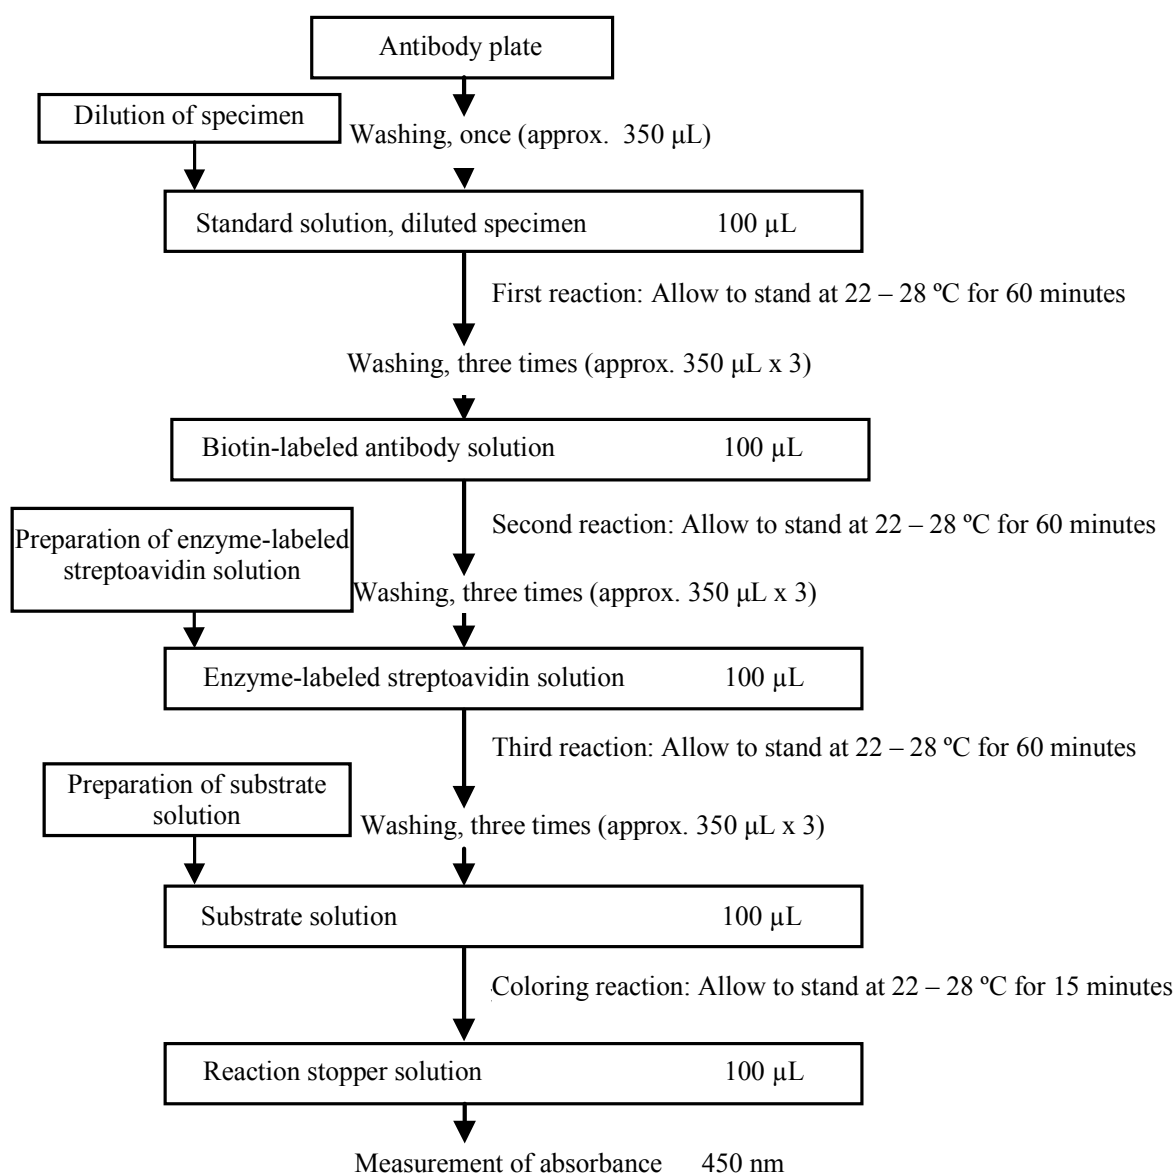 Antibody plate
Dilution of specimen
Washing, once (approx. 350 μL)
Standard solution, diluted specimen 100 μL
First reaction: Allow to stand at 22 – 28 ºC for 60 minutes
Washing, three times (approx. 350 μL x 3)
Biotin-labeled antibody solution 100 μL
Second reaction: Allow to stand at 22 – 28 ºC for 60 minutes
Preparation of enzyme-labeled
streptoavidin solution
Washing, three times (approx. 350 μL x 3)
Enzyme-labeled streptoavidin solution 100 μL
Third reaction: Allow to stand at 22 – 28 ºC for 60 minutes
Preparation of substrate
solution
Washing, three times (approx. 350 μL x 3)
Substrate solution 100 μL
Coloring reaction: Allow to stand at 22 – 28 ºC for 15 minutes
Reaction stopper solution 100 μL
Measurement of absorbance 450 nm